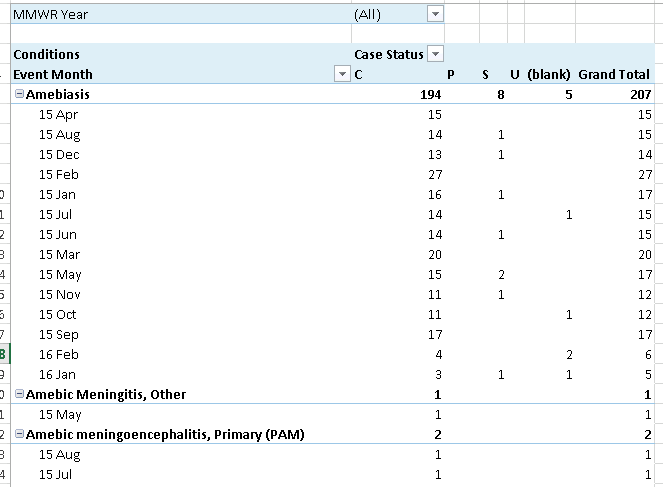 MMWR Year (All)
Conditions Case Status
Event Month C P S U (blank) Grand Total
Amebiasis 194 8 5 207
15 Apr 15 15
15 Aug 14 1 15
15 Dec 13 1 14
15 Feb 27 27
15 Jan 16 1 17
15 Jul 14 1 15
15 Jun 14 1 15
15 Mar 20 20
15 May 15 2 17
15 Nov 11 1 12
15 Oct 11 1 12
15 Sep 17 17
16 Feb 4 2 6
16 Jan 3 1 1 5
Amebic Meningitis, Other 1 1
15 May 1 1
Amebic meningoencephalitis, Primary (PAM) 2 2
15 Aug 1 1
15 Jul 1 1